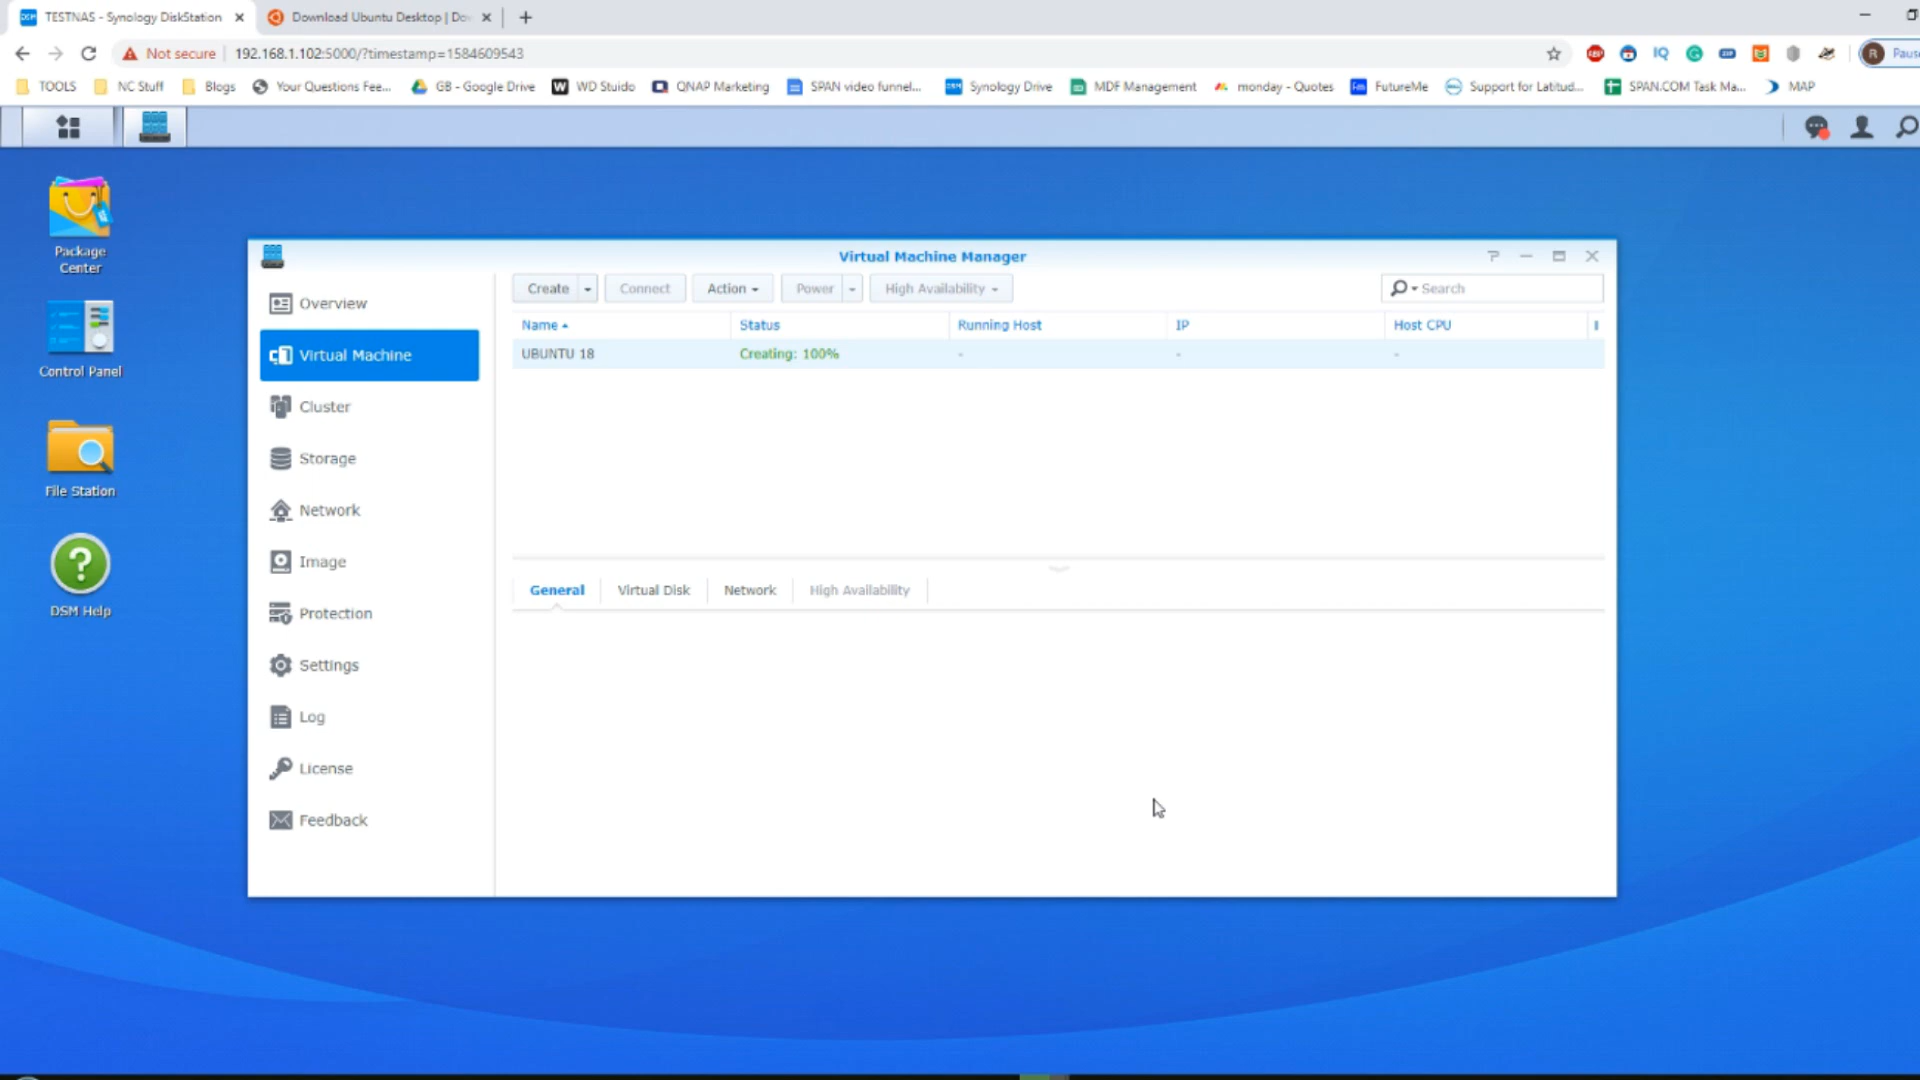 TESTNAS - Synology DiskStation
Download Ubuntu Desktop | Do
Not secure
192.168.1.102:5000/?timestamp=1584609543
Paus
TOOLS
NC Stuff
Blogs
Your Questions Fee...
GB - Google Drive
WD Stuido
QNAP Marketing
SPAN video funnel...
Synology Drive
MDF Management
monday - Quotes
FutureMe
Support for Latitud...
SPAN.COM Task Ma...
MAP
Package
Center
Control Panel
File Station
DSM Help
Virtual Machine Manager
Overview
Virtual Machine
Cluster
Storage
Network
Image
Protection
Settings
Log
License
Feedback
Create
Connect
Action
Power
High Availability
Search
Name
Status
Running Host
IP
Host CPU
UBUNTU 18
Creating: 100%
-
-
-
General
Virtual Disk
Network
High Availability